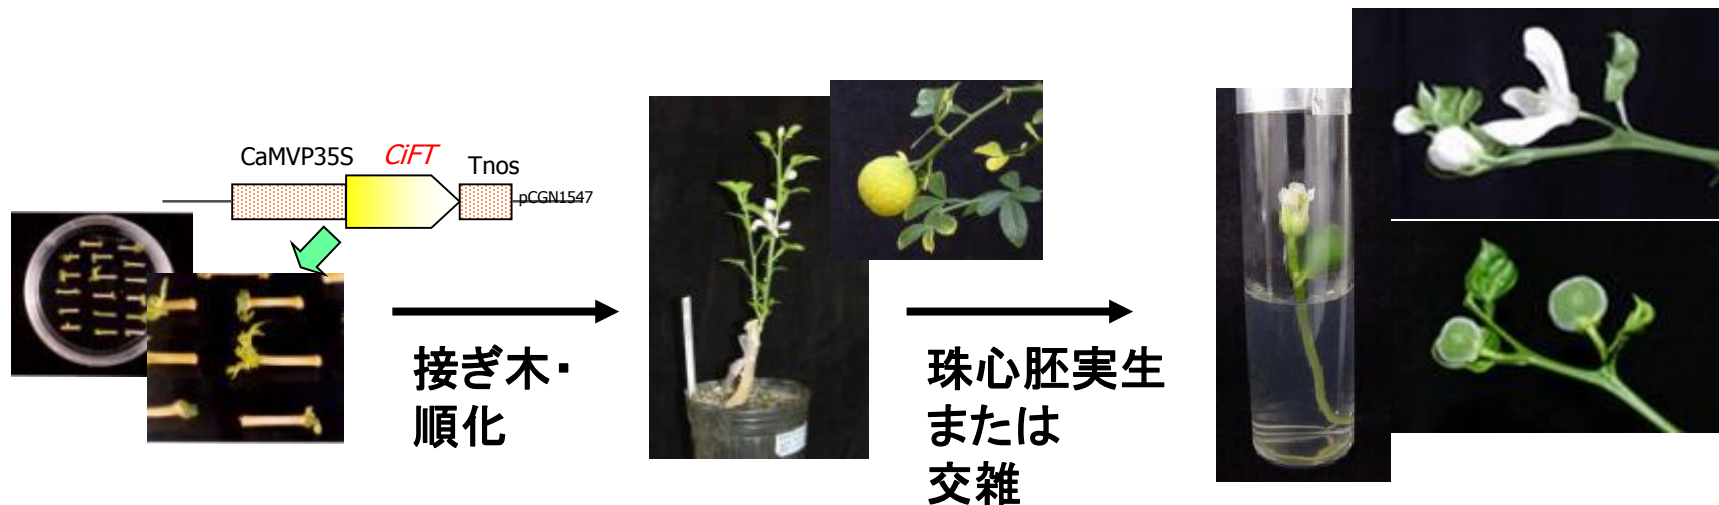 CaMVP35S
CiFT
Tnos
pCGN1547
接ぎ木・
順化
珠心胚実生
または
交雑